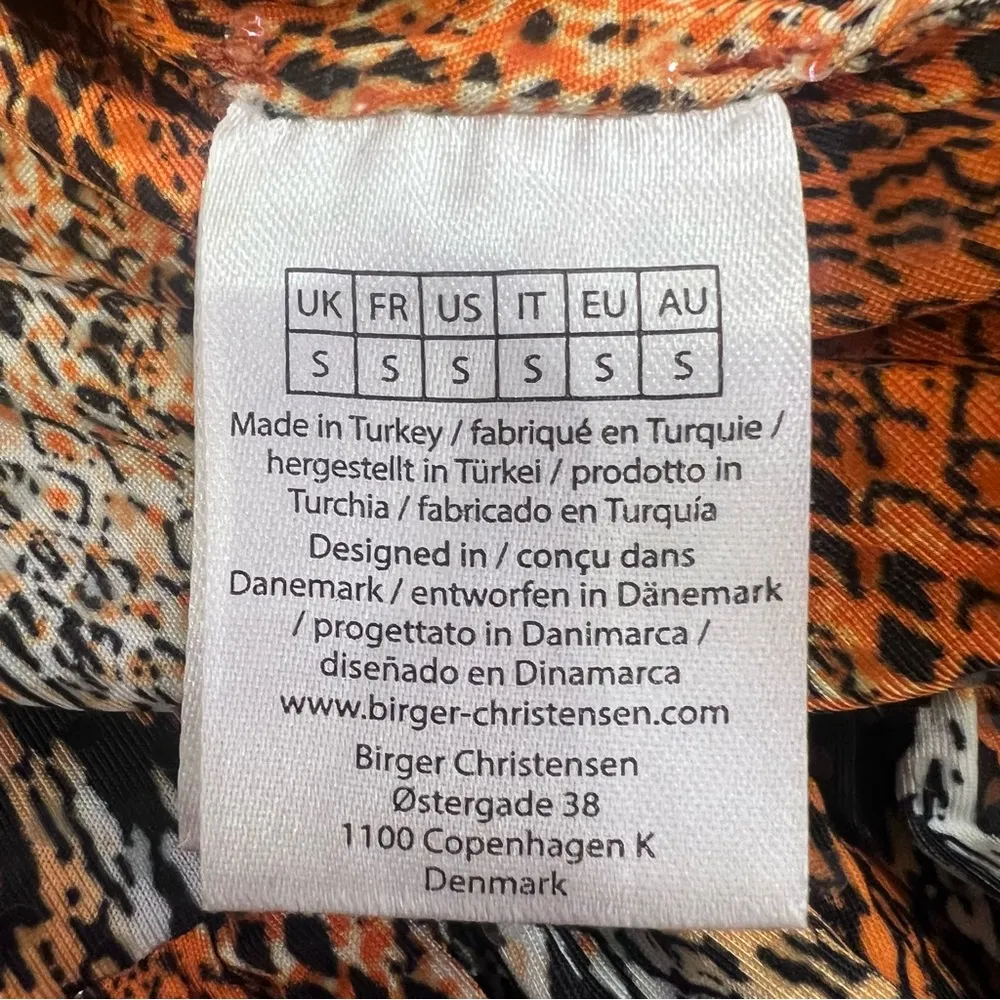 UK FR US IT EU AU
S S S S S S
Made in Turkey / fabriqué en Turquie /
hergestellt in Türkei / prodotto in
Turchia / fabricado en Turquía
Designed in / conçu dans
Danemark / entworfen in Dänemark
/ progettato in Danimarca /
diseñado en Dinamarca
www.birger-christensen.com
Birger Christensen
Østergade 38
1100 Copenhagen K
Denmark